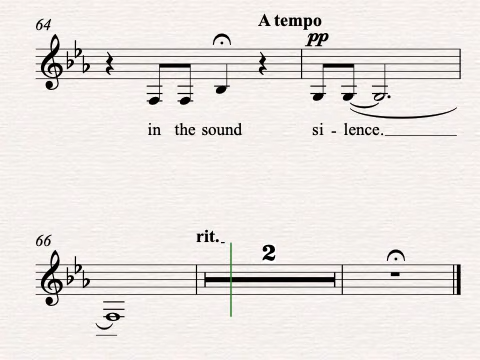 64
A tempo
pp
in the sound si - lence.
66
rit.
2